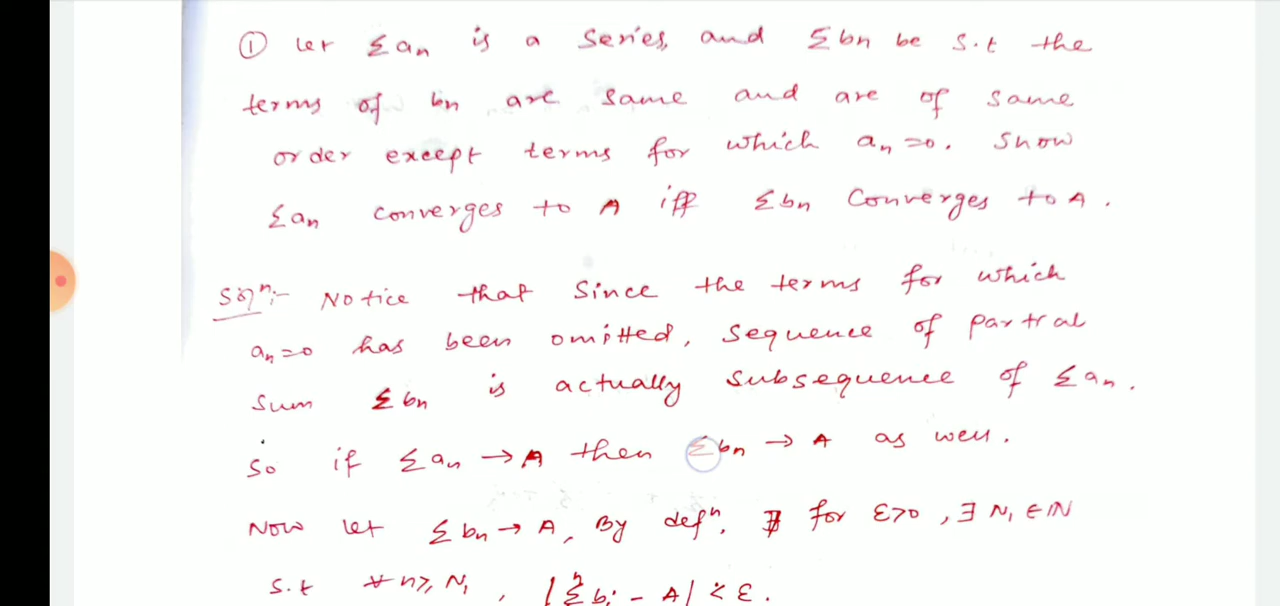 ① Let Σan is a series, and Σbn be s.t the
terms of bn are same and are of same
order except terms for which an=0. Show
Σan converges to A iff Σbn converges to A.
Solⁿ:- Notice that since the terms for which
an=0 has been omitted, sequence of partial
sum Σbn is actually subsequence of Σan.
So if Σan → A then Σbn → A as well.
Now let Σbn → A, By defⁿ, for ε>0, ∃ N₁ ∈ ℕ
s.t ∀ n≥N₁, |Σⁿ bi - A| < ε.